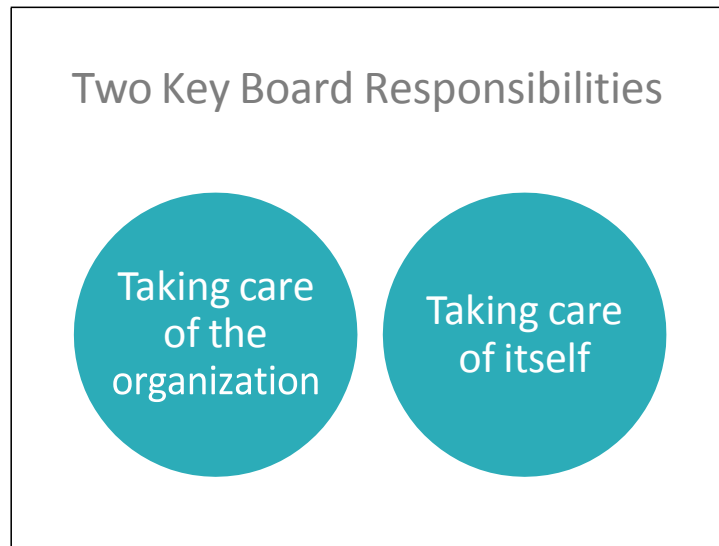 Two Key Board Responsibilities
Taking care
of the
organization
Taking care
of itself